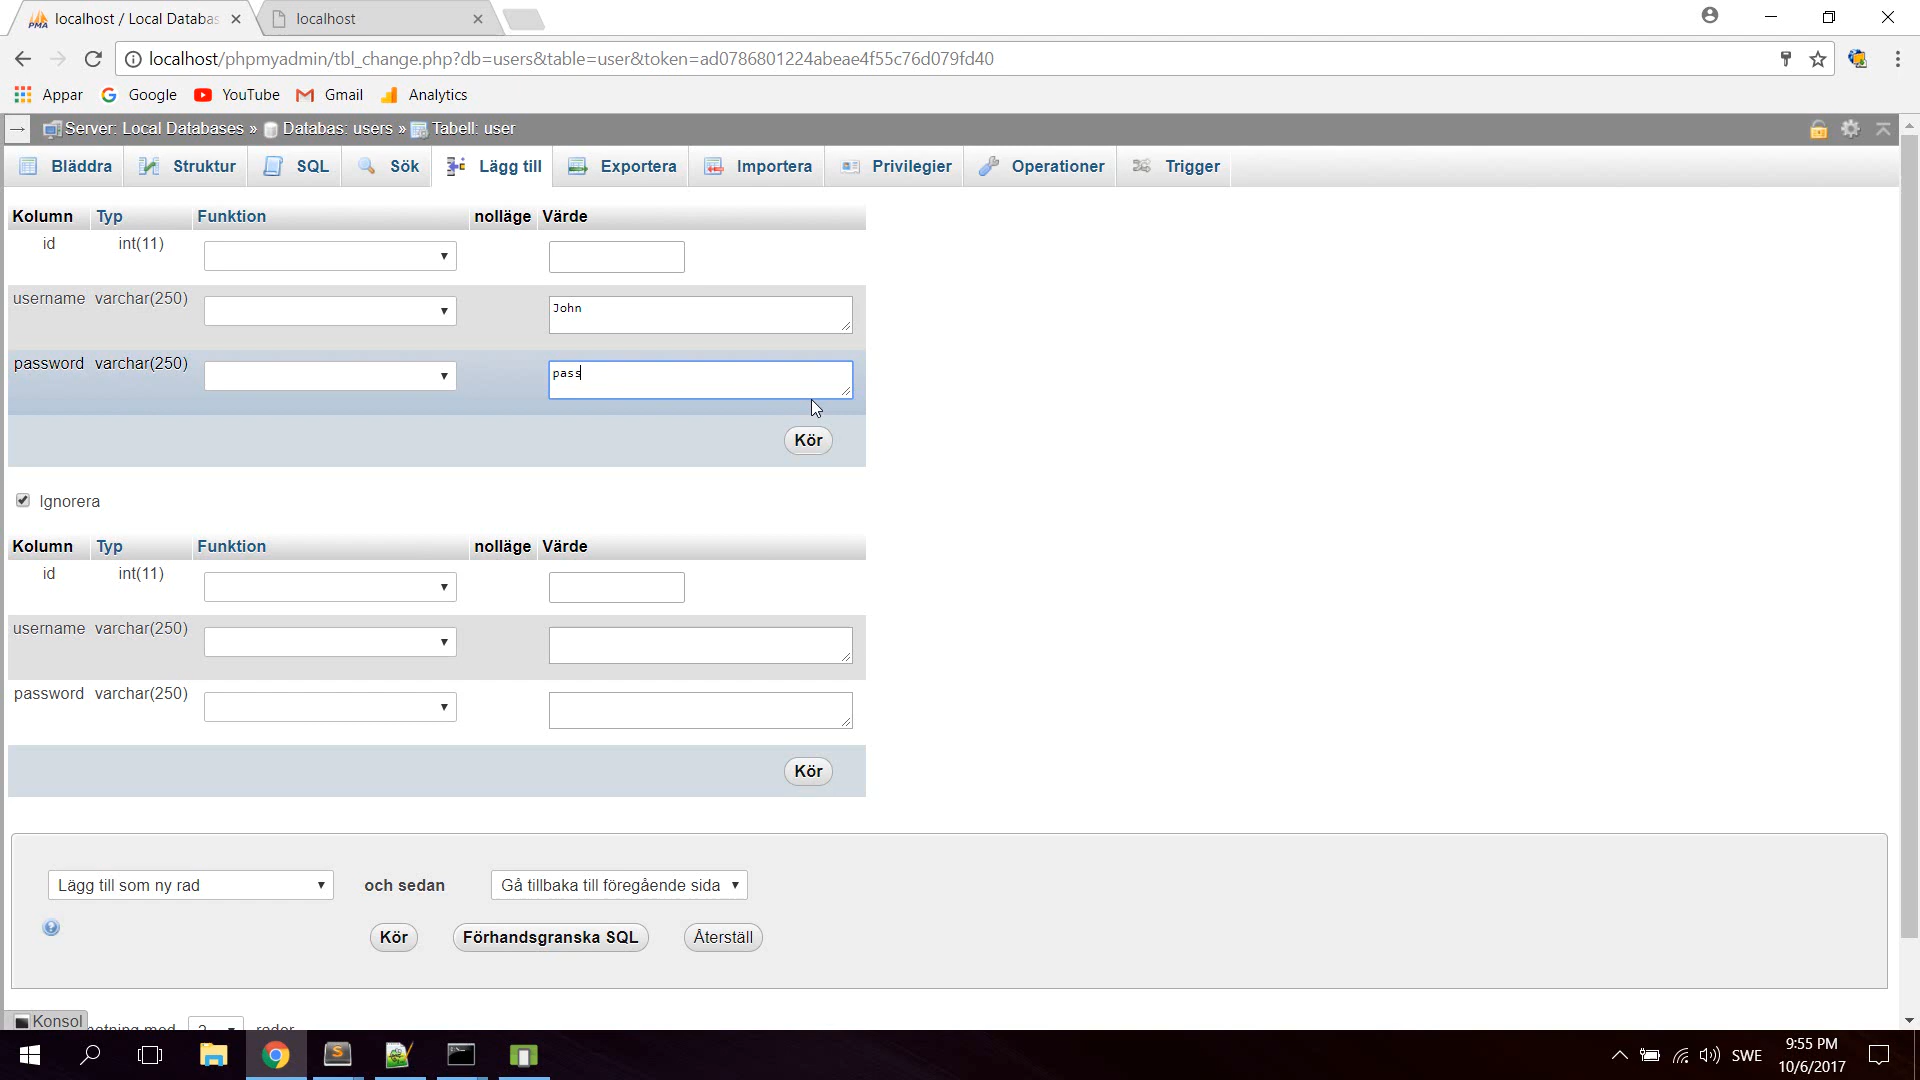 localhost / Local Databas
localhost
localhost/phpmyadmin/tbl_change.php?db=users&table=user&token=ad0786801224abeae4f55c76d079fd40
Appar Google YouTube Gmail Analytics
Server: Local Databases » Databas: users » Tabell: user
Bläddra Struktur SQL Sök Lägg till Exportera Importera Privilegier Operationer Trigger
Kolumn Typ Funktion nolläge Värde
id int(11)
username varchar(250) John
password varchar(250) pass
Kör
Ignorera
Kolumn Typ Funktion nolläge Värde
id int(11)
username varchar(250)
password varchar(250)
Kör
Lägg till som ny rad och sedan Gå tillbaka till föregående sida
Kör Förhandsgranska SQL Återställ
Konsol
rader
SWE
9:55 PM
10/6/2017